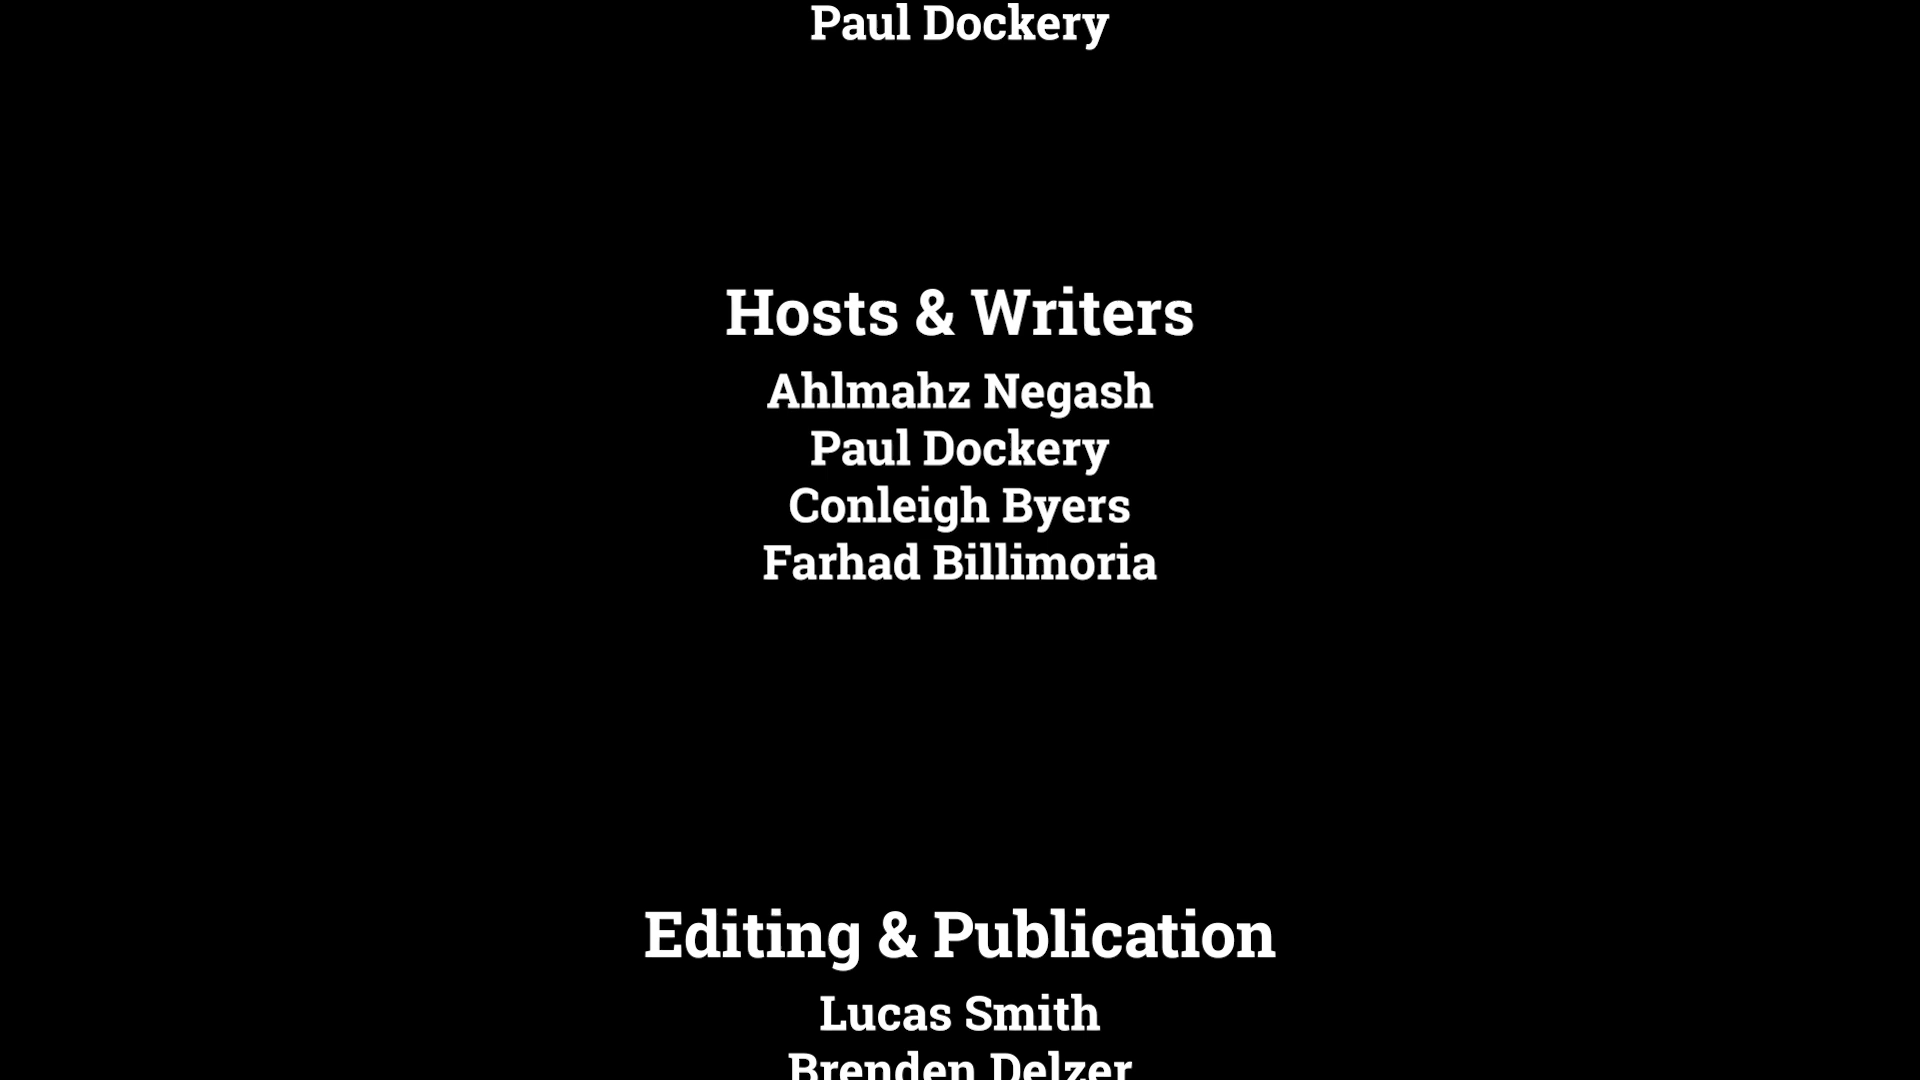 Paul Dockery
Hosts & Writers
Ahlmahz Negash
Paul Dockery
Conleigh Byers
Farhad Billimoria
Editing & Publication
Lucas Smith
Brenden Delzer